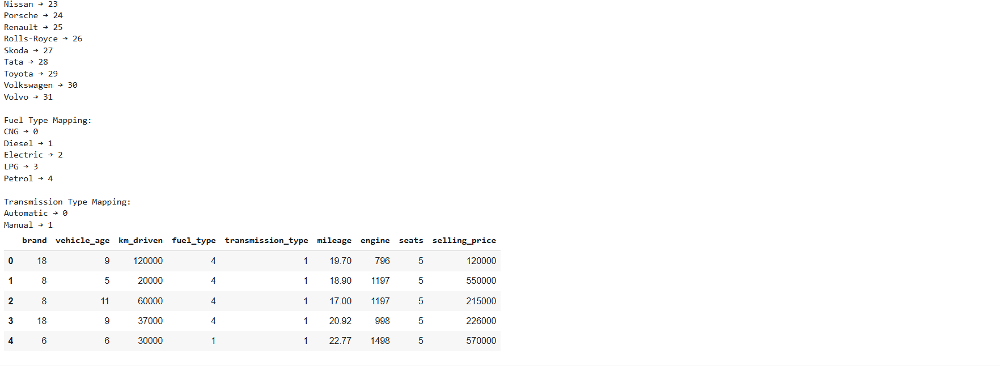 Nissan → 23
Porsche → 24
Renault → 25
Rolls-Royce → 26
Skoda → 27
Tata → 28
Toyota → 29
Volkswagen → 30
Volvo → 31
Fuel Type Mapping:
CNG → 0
Diesel → 1
Electric → 2
LPG → 3
Petrol → 4
Transmission Type Mapping:
Automatic → 0
Manual → 1
brand vehicle_age km_driven fuel_type transmission_type mileage engine seats selling_price
0 18 9 120000 4 1 19.70 796 5 120000
1 8 5 20000 4 1 18.90 1197 5 550000
2 8 11 60000 4 1 17.00 1197 5 215000
3 18 9 37000 4 1 20.92 998 5 226000
4 6 6 30000 1 1 22.77 1498 5 570000